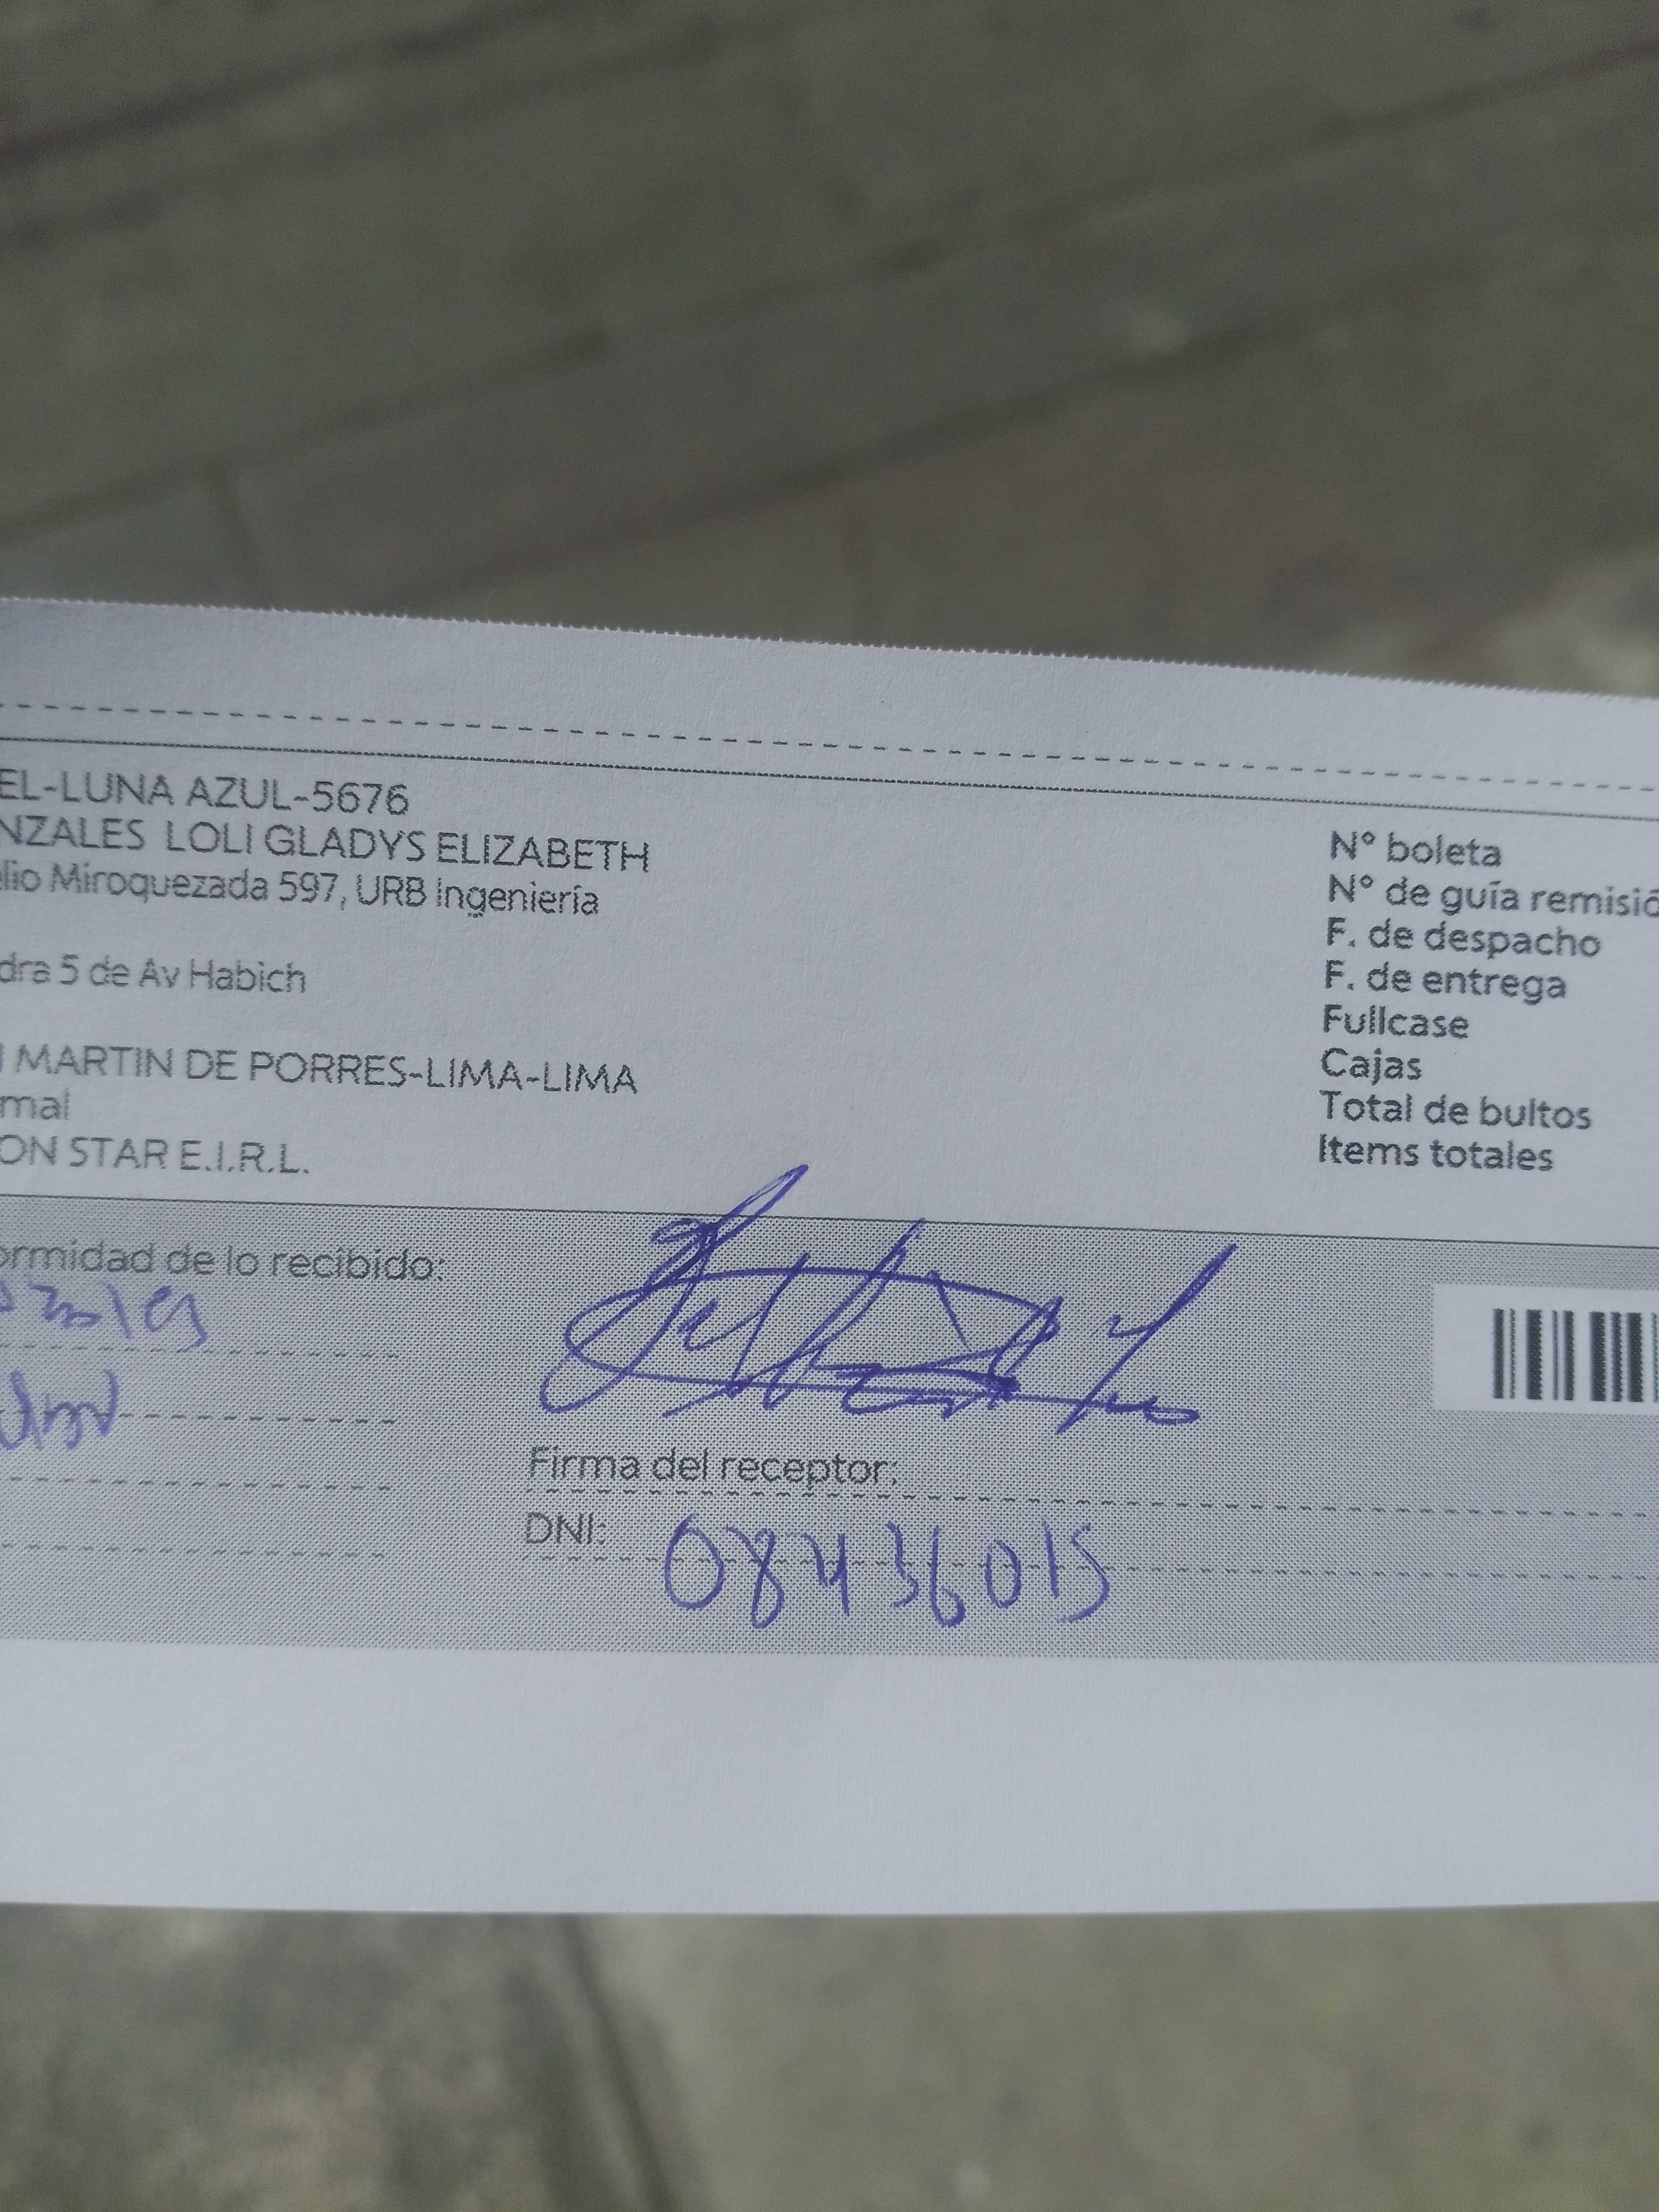 EL-LUNA AZUL-5676
NZALES LOLI GLADYS ELIZABETH
lio Miroquezada 597, URB Ingeniería
dra 5 de Av Habich
MARTIN DE PORRES-LIMA-LIMA
mal
ON STAR E.I.R.L.
Nº boleta
Nº de guía remisió
F. de despacho
F. de entrega
Fullcase
Cajas
Total de bultos
Items totales
ormidad de lo recibido:
Firma del receptor:
DNI: 08436015